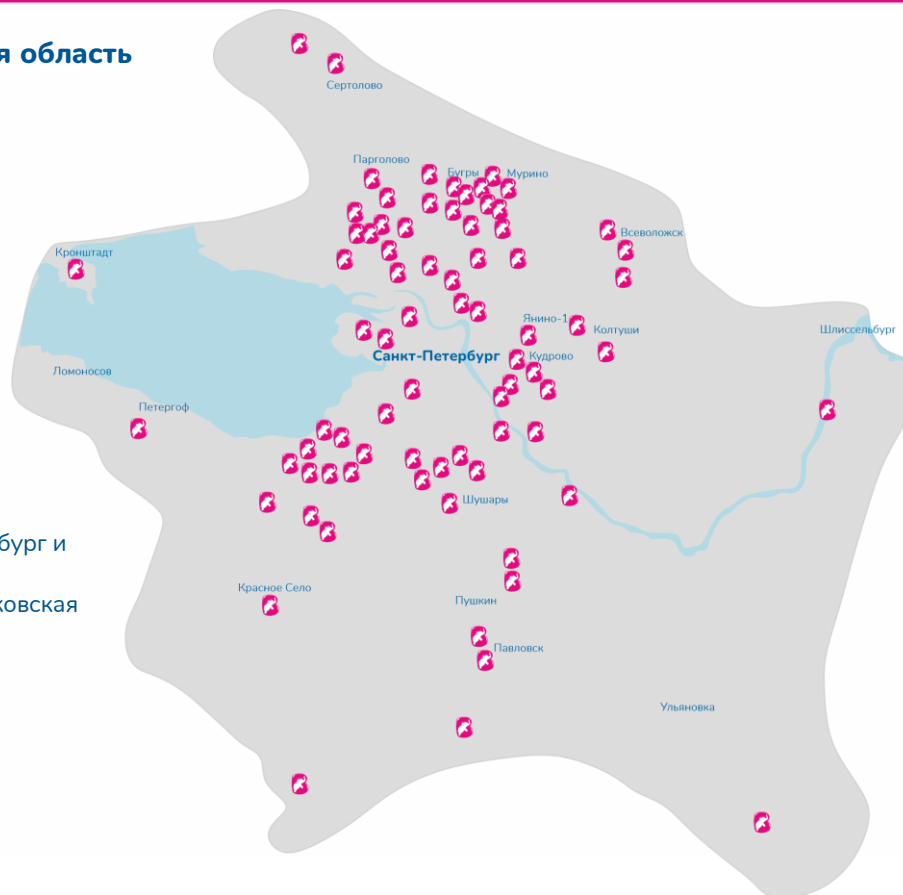 я область
Сертолово
Парголово
Бугры
Мурино
Всеволожск
Кронштадт
Янино-1
Колтуши
Шлиссельбург
Санкт-Петербург
Кудрово
Ломоносов
Петергоф
Шушары
бург и
Красное Село
ковская
Пушкин
Павловск
Ульяновка